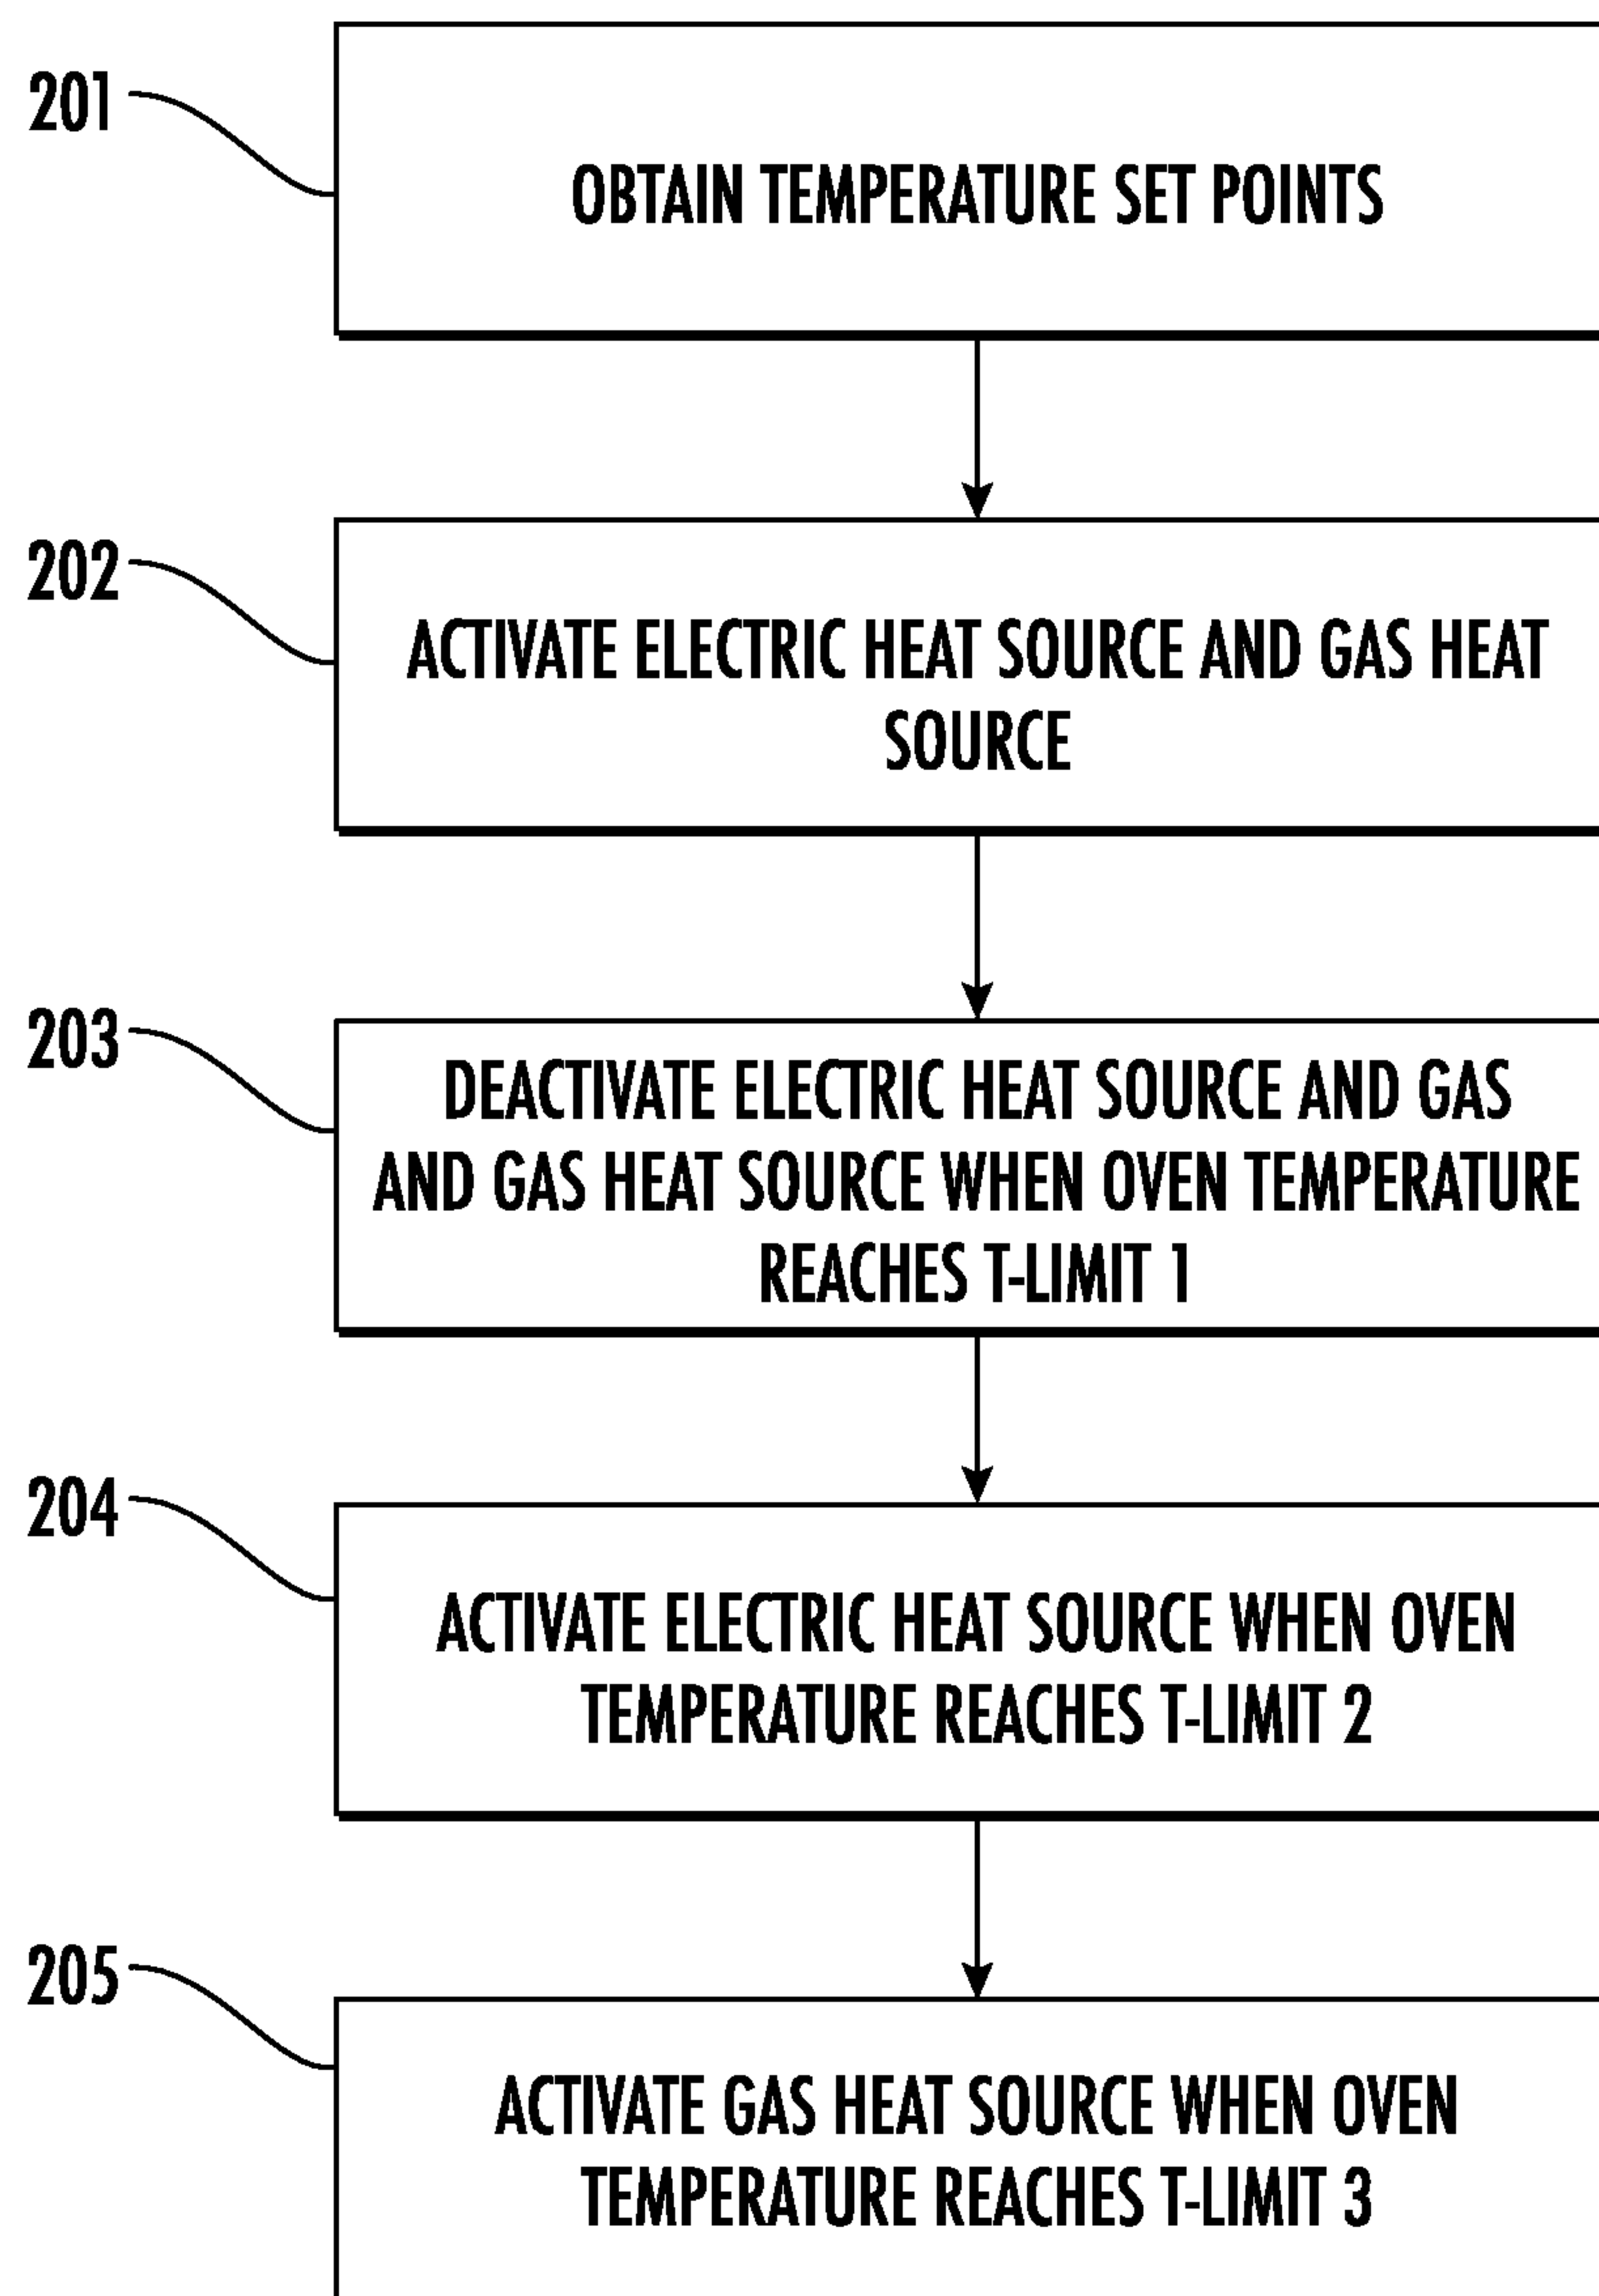 201
OBTAIN TEMPERATURE SET POINTS
202
ACTIVATE ELECTRIC HEAT SOURCE AND GAS HEAT
SOURCE
203
DEACTIVATE ELECTRIC HEAT SOURCE AND GAS
AND GAS HEAT SOURCE WHEN OVEN TEMPERATURE
REACHES T-LIMIT 1
204
ACTIVATE ELECTRIC HEAT SOURCE WHEN OVEN
TEMPERATURE REACHES T-LIMIT 2
205
ACTIVATE GAS HEAT SOURCE WHEN OVEN
TEMPERATURE REACHES T-LIMIT 3